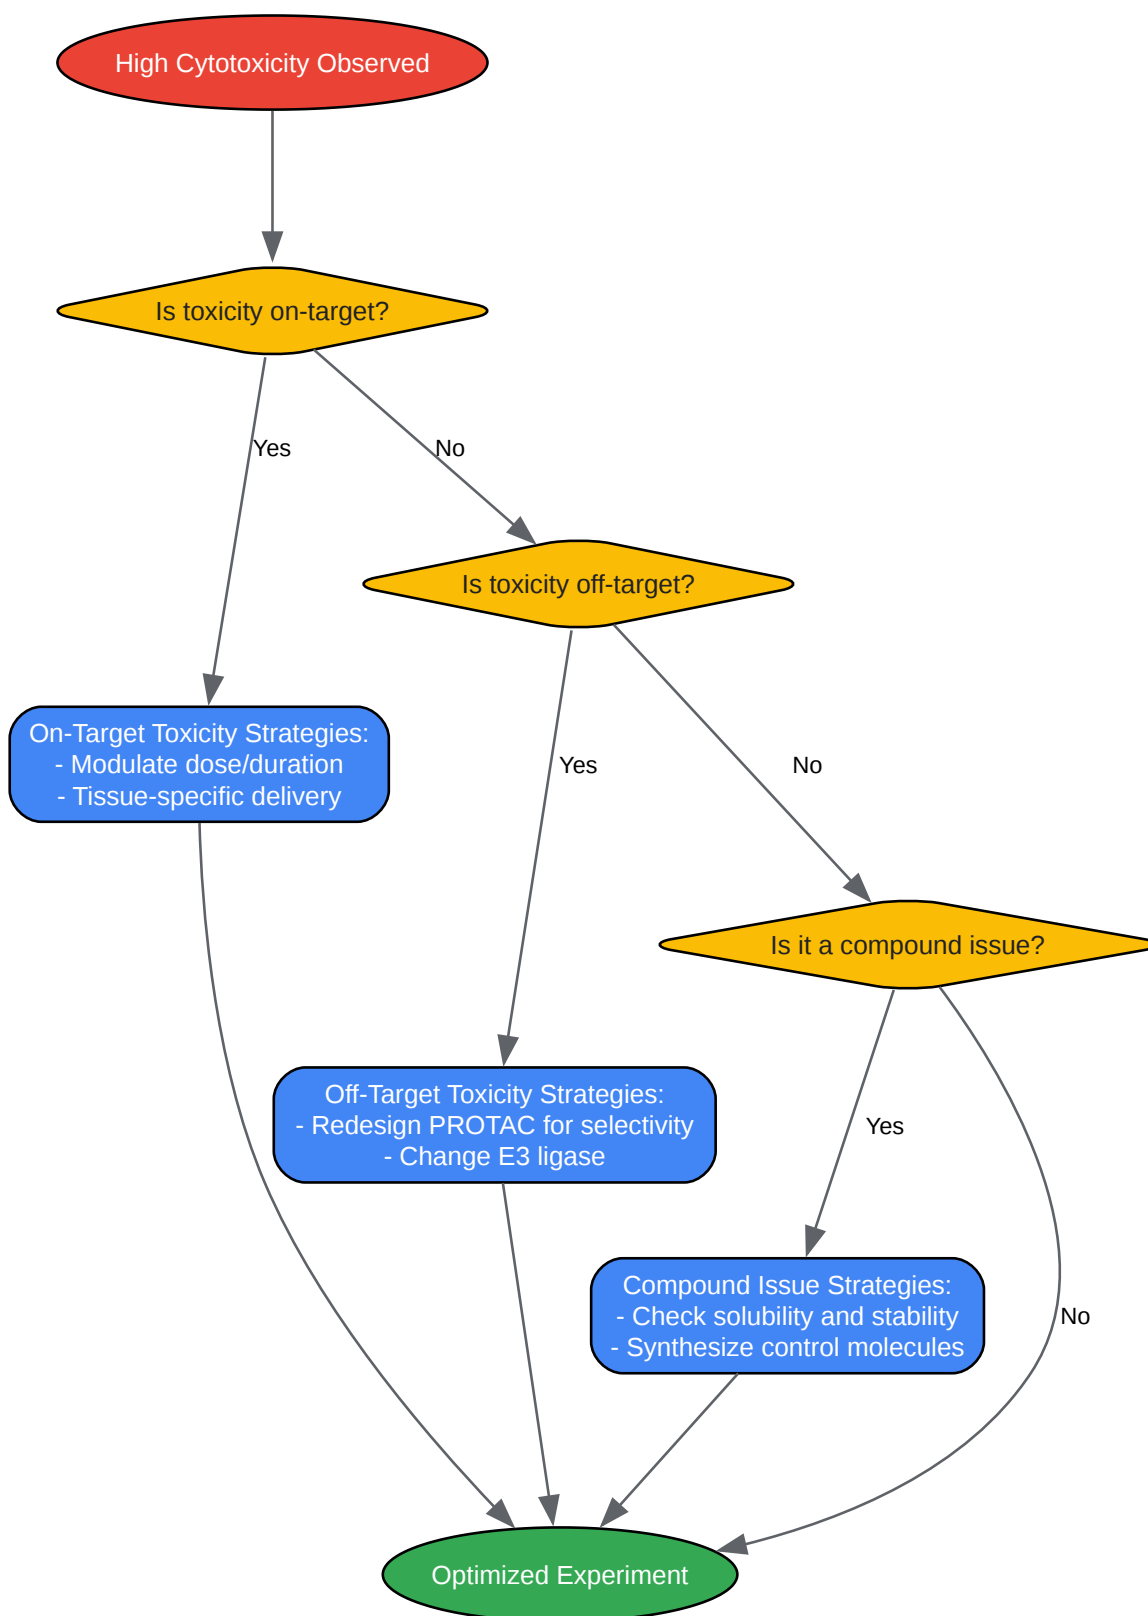 High Cytotoxicity Observed
Is toxicity on-target?
Yes
No
Is toxicity off-target?
On-Target Toxicity Strategies:
- Modulate dose/duration
- Tissue-specific delivery
Yes
No
Is it a compound issue?
Off-Target Toxicity Strategies:
- Redesign PROTAC for selectivity
- Change E3 ligase
Yes
Compound Issue Strategies:
- Check solubility and stability
- Synthesize control molecules
No
Optimized Experiment